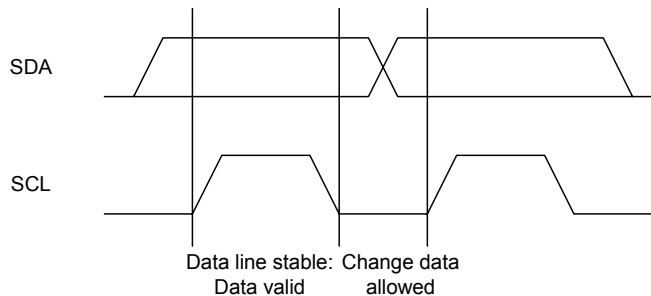 SDA
SCL
Data line stable: Change data
Data valid allowed